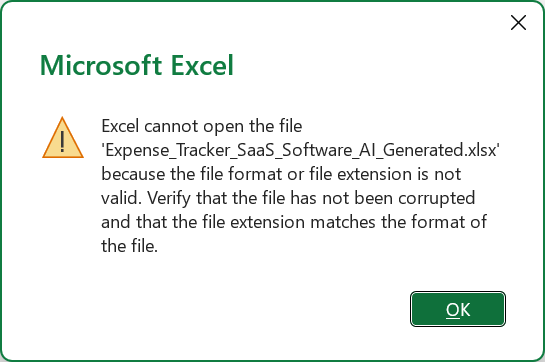 Microsoft Excel
Excel cannot open the file
'Expense_Tracker_SaaS_Software_AI_Generated.xlsx'
because the file format or file extension is not
valid. Verify that the file has not been corrupted
and that the file extension matches the format of
the file.
OK